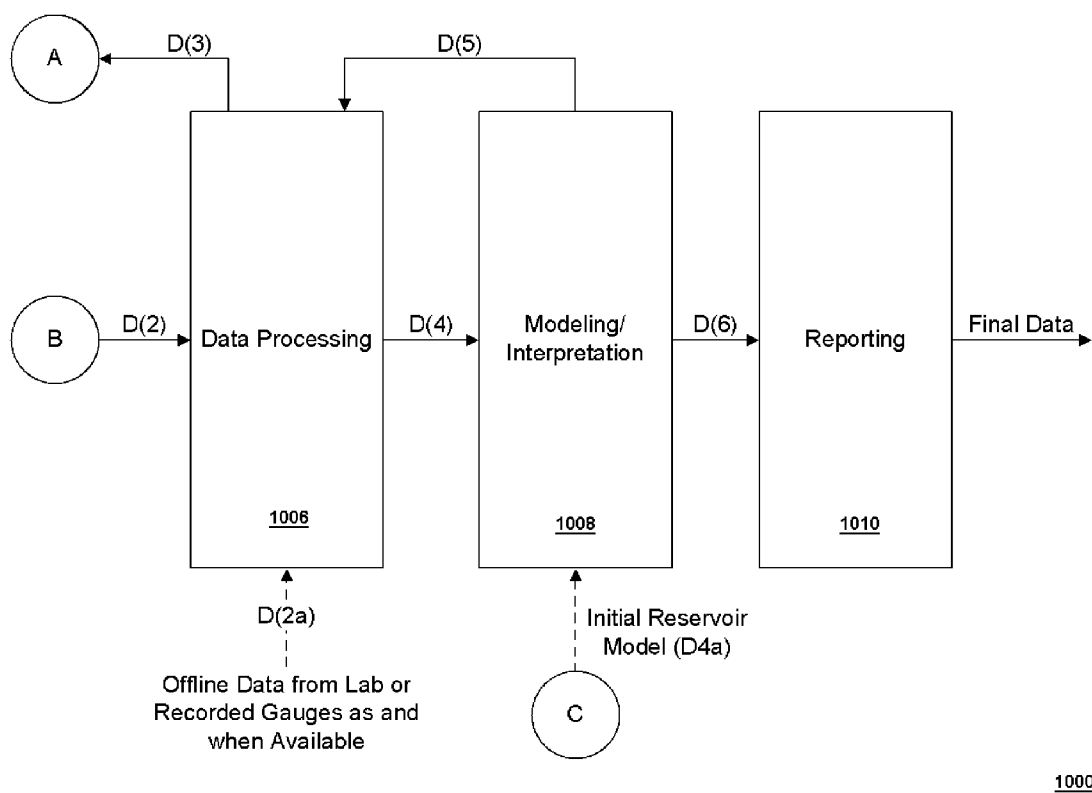 A
D(3)
D(5)
B
D(2)
Data Processing
D(4)
Modeling/
Interpretation
D(6)
Reporting
Final Data
1006
1008
1010
D(2a)
Offline Data from Lab or
Recorded Gauges as and
when Available
Initial Reservoir
Model (D4a)
C
1000